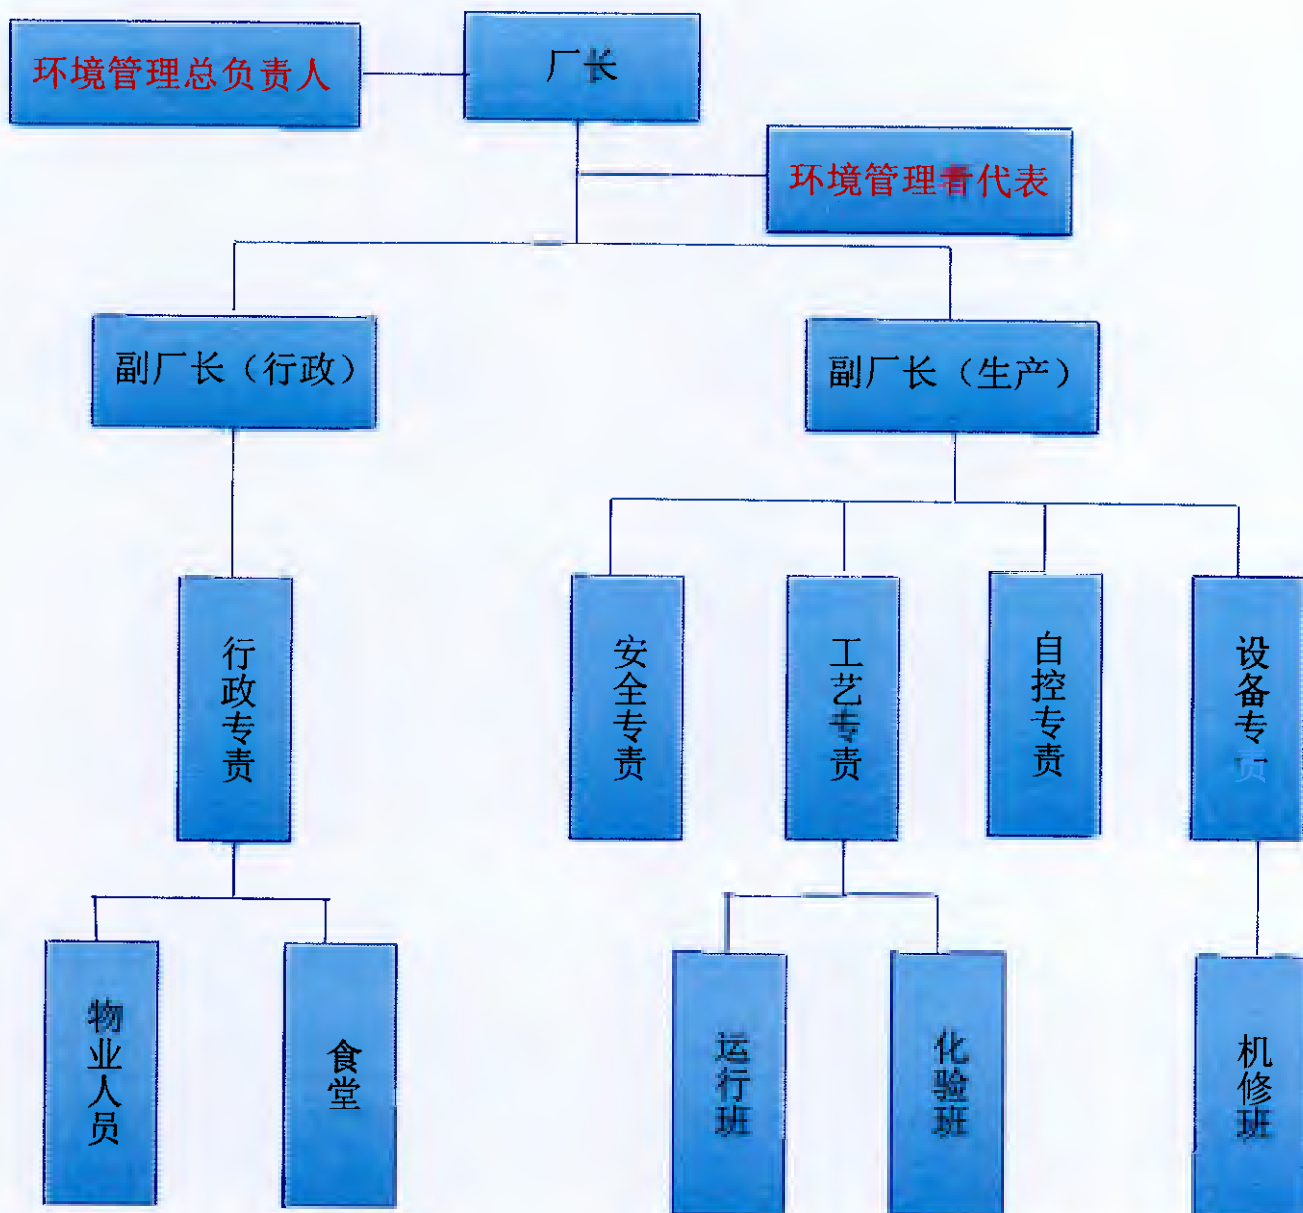 环境管理总负责人
厂长
环境管理者代表
副厂长（行政）
副厂长（生产）
行政专责
安全专责
工艺专责
自控专责
设备专责
物业人员
食堂
运行班
化验班
机修班